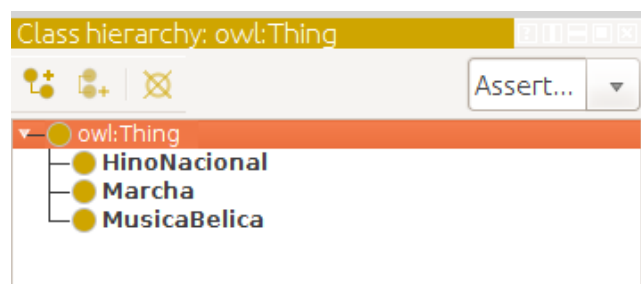 Class hierarchy: owl:Thing
Assert...
owl:Thing
HinoNacional
Marcha
MusicaBelica